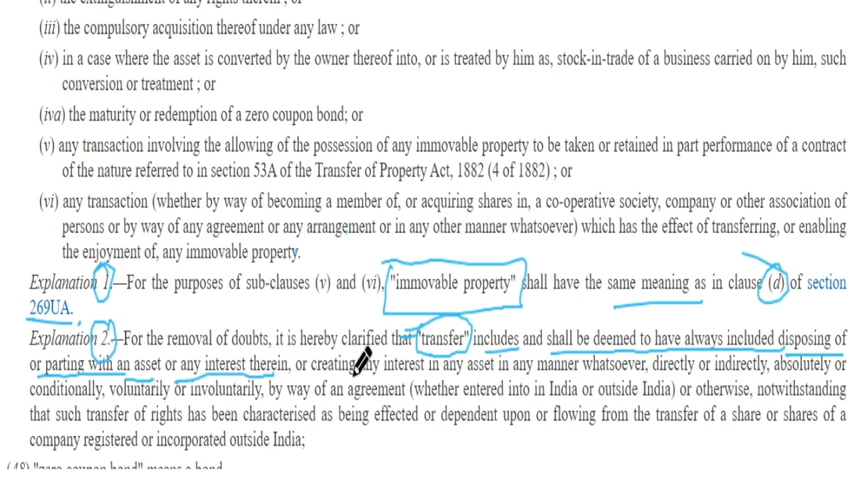 (ii) the extinguishment of any rights therein ; or
(iii) the compulsory acquisition thereof under any law ; or
(iv) in a case where the asset is converted by the owner thereof into, or is treated by him as, stock-in-trade of a business carried on by him, such
conversion or treatment ; or
(iva) the maturity or redemption of a zero coupon bond; or
(v) any transaction involving the allowing of the possession of any immovable property to be taken or retained in part performance of a contract
of the nature referred to in section 53A of the Transfer of Property Act, 1882 (4 of 1882) ; or
(vi) any transaction (whether by way of becoming a member of, or acquiring shares in, a co-operative society, company or other association of
persons or by way of any agreement or any arrangement or in any other manner whatsoever) which has the effect of transferring, or enabling
the enjoyment of, any immovable property.
Explanation 1.—For the purposes of sub-clauses (v) and (vi), "immovable property" shall have the same meaning as in clause (d) of section
269UA.
Explanation 2.—For the removal of doubts, it is hereby clarified that "transfer" includes and shall be deemed to have always included disposing of
or parting with an asset or any interest therein, or creating any interest in any asset in any manner whatsoever, directly or indirectly, absolutely or
conditionally, voluntarily or involuntarily, by way of an agreement (whether entered into in India or outside India) or otherwise, notwithstanding
that such transfer of rights has been characterised as being effected or dependent upon or flowing from the transfer of a share or shares of a
company registered or incorporated outside India;
(48) "zero coupon bond" means a bond